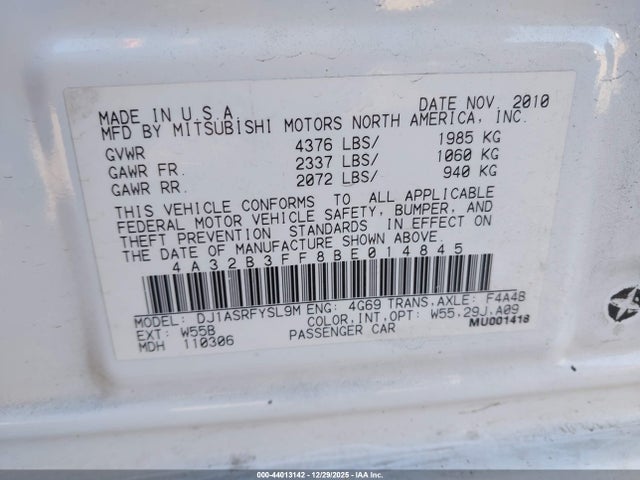 MADE IN U.S.A DATE NOV. 2010
MFD BY MITSUBISHI MOTORS NORTH AMERICA, INC.
GVWR 4376 LBS/ 1985 KG
GAWR FR. 2337 LBS/ 1060 KG
GAWR RR. 2072 LBS/ 940 KG
THIS VEHICLE CONFORMS TO ALL APPLICABLE
FEDERAL MOTOR VEHICLE SAFETY, BUMPER, AND
THEFT PREVENTION STANDARDS IN EFFECT ON
THE DATE OF MANUFACTURE SHOWN ABOVE.
4A32B3FF8BE014845
MODEL: DJ1ASRFYSL9M ENG: 4G69 TRANS.AXLE: F4A4B
EXT: W55B COLOR,INT,OPT: W55,29J,A09
MDH 110306 PASSENGER CAR MU001418
000-44013142 - 12/29/2025 - IAA Inc.